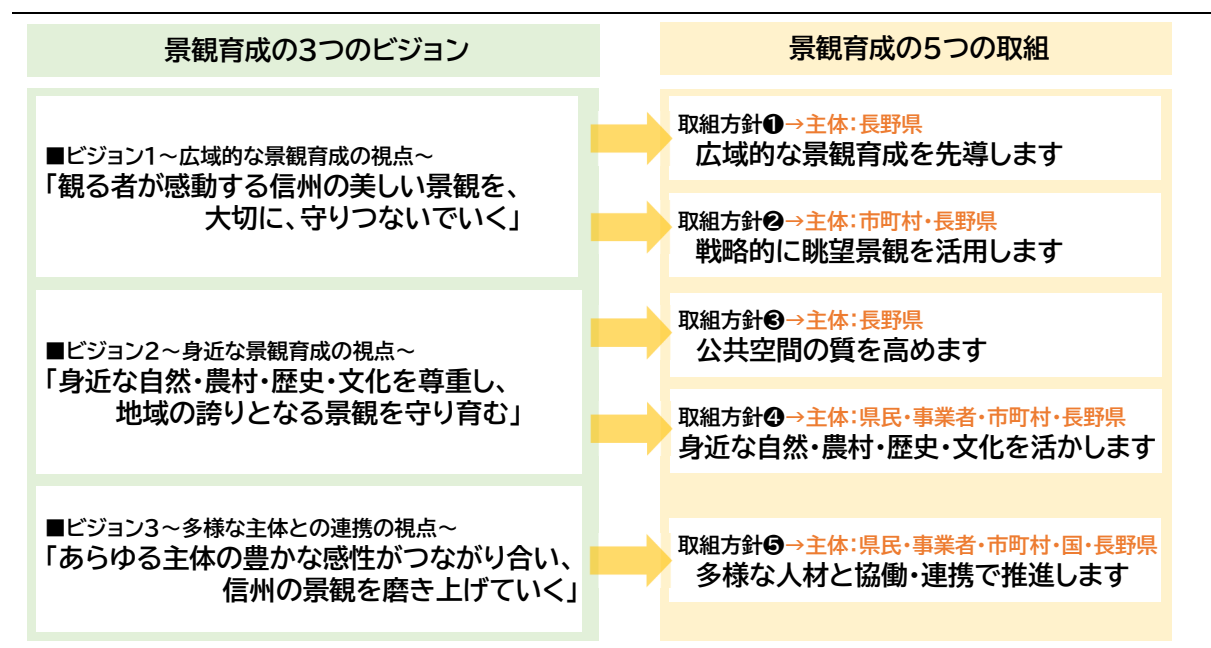 景観育成の3つのビジョン
■ビジョン1～広域的な景観育成の視点～
「観る者が感動する信州の美しい景観を、
大切に、守りつないでいく」
■ビジョン2～身近な景観育成の視点～
「身近な自然・農村・歴史・文化を尊重し、
地域の誇りとなる景観を守り育む」
■ビジョン3～多様な主体との連携の視点～
「あらゆる主体の豊かな感性がつながり合い、
信州の景観を磨き上げていく」
景観育成の5つの取組
取組方針❶→主体:長野県
広域的な景観育成を先導します
取組方針❷→主体:市町村・長野県
戦略的に眺望景観を活用します
取組方針❸→主体:長野県
公共空間の質を高めます
取組方針❹→主体:県民・事業者・市町村・長野県
身近な自然・農村・歴史・文化を活かします
取組方針❺→主体:県民・事業者・市町村・国・長野県
多様な人材と協働・連携で推進します